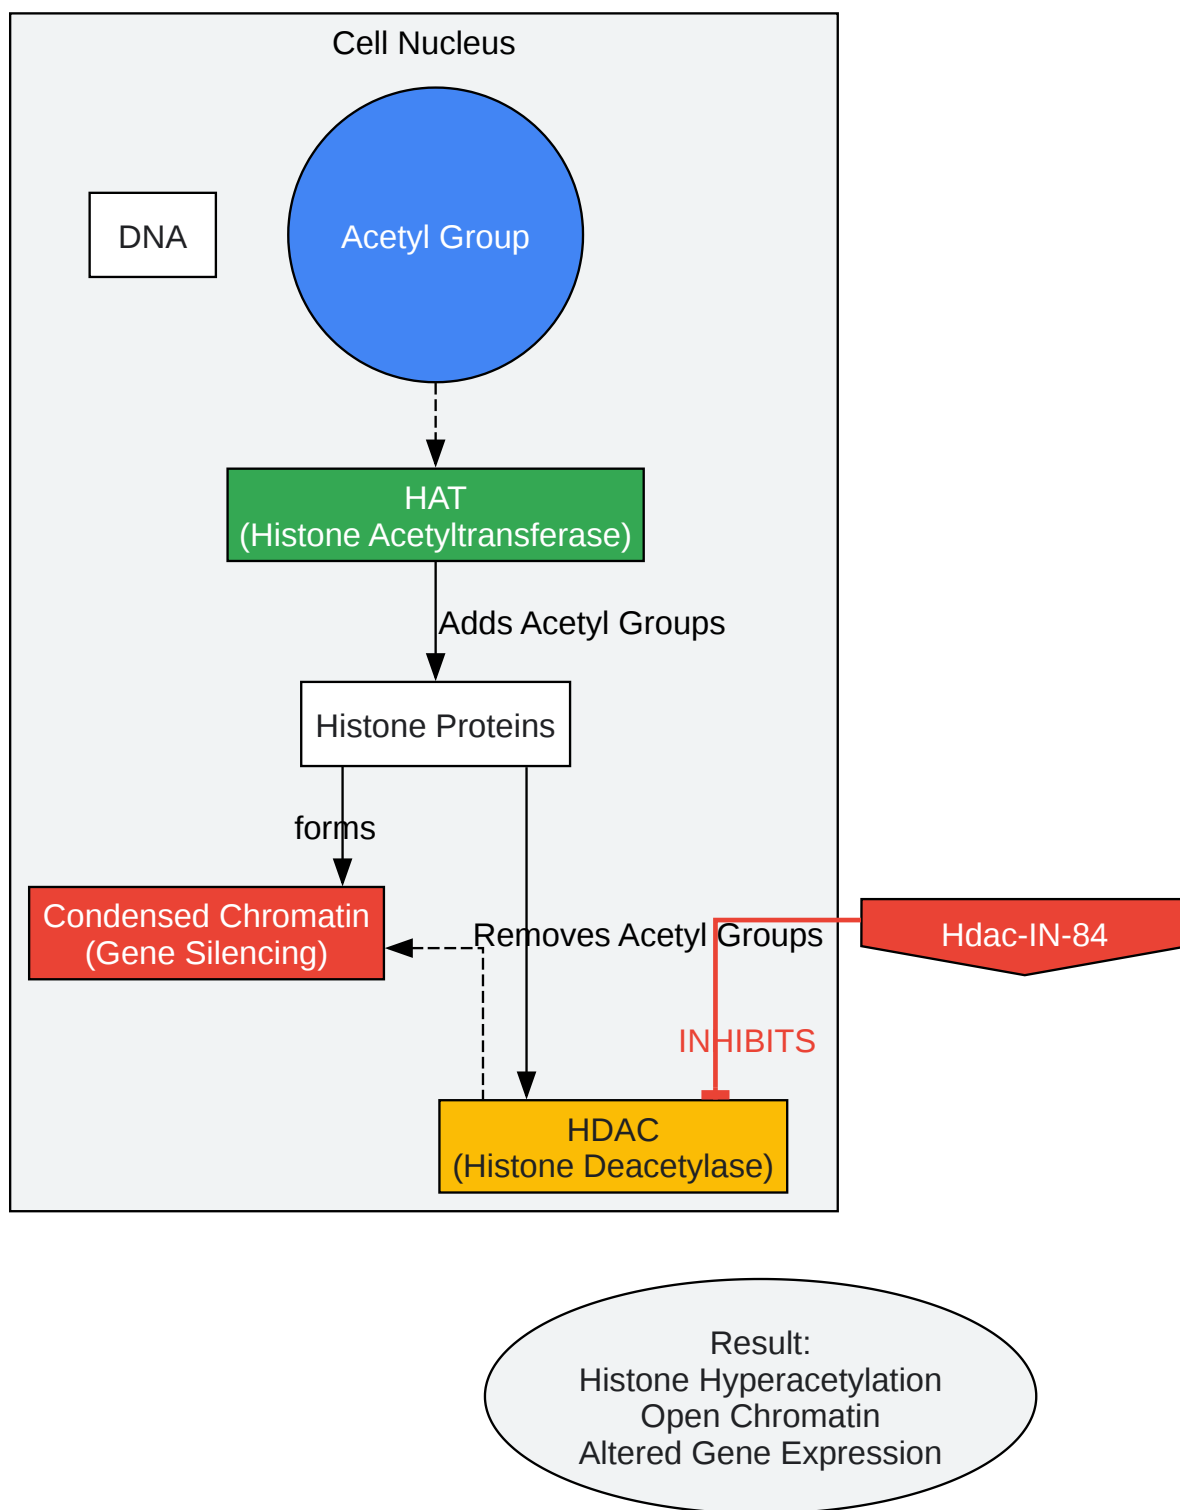 Cell Nucleus
DNA
Acetyl Group
HAT
(Histone Acetyltransferase)
Adds Acetyl Groups
Histone Proteins
forms
Condensed Chromatin
(Gene Silencing)
Removes Acetyl Groups
Hdac-IN-84
INHIBITS
HDAC
(Histone Deacetylase)
Result:
Histone Hyperacetylation
Open Chromatin
Altered Gene Expression